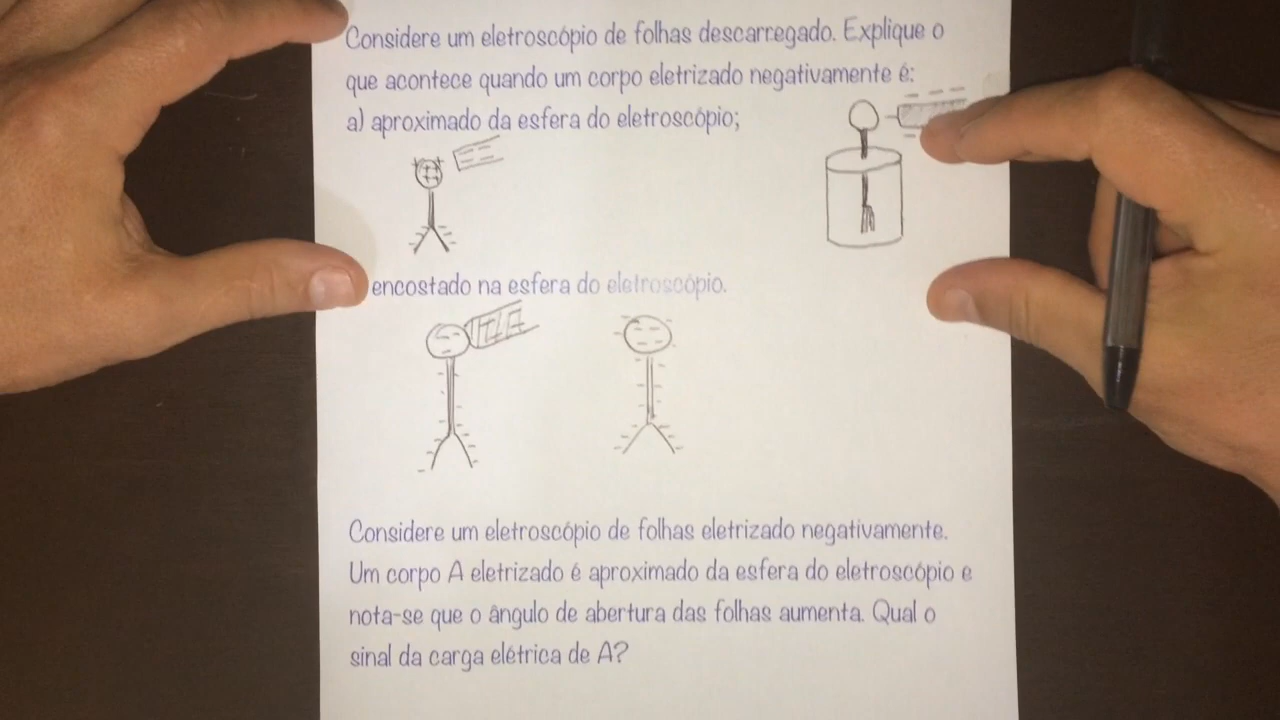 Considere um eletroscópio de folhas descarregado. Explique o
que acontece quando um corpo eletrizado negativamente é:
a) aproximado da esfera do eletroscópio;
encostado na esfera do eletroscópio.
Considere um eletroscópio de folhas eletrizado negativamente.
Um corpo A eletrizado é aproximado da esfera do eletroscópio e
nota-se que o ângulo de abertura das folhas aumenta. Qual o
sinal da carga elétrica de A?